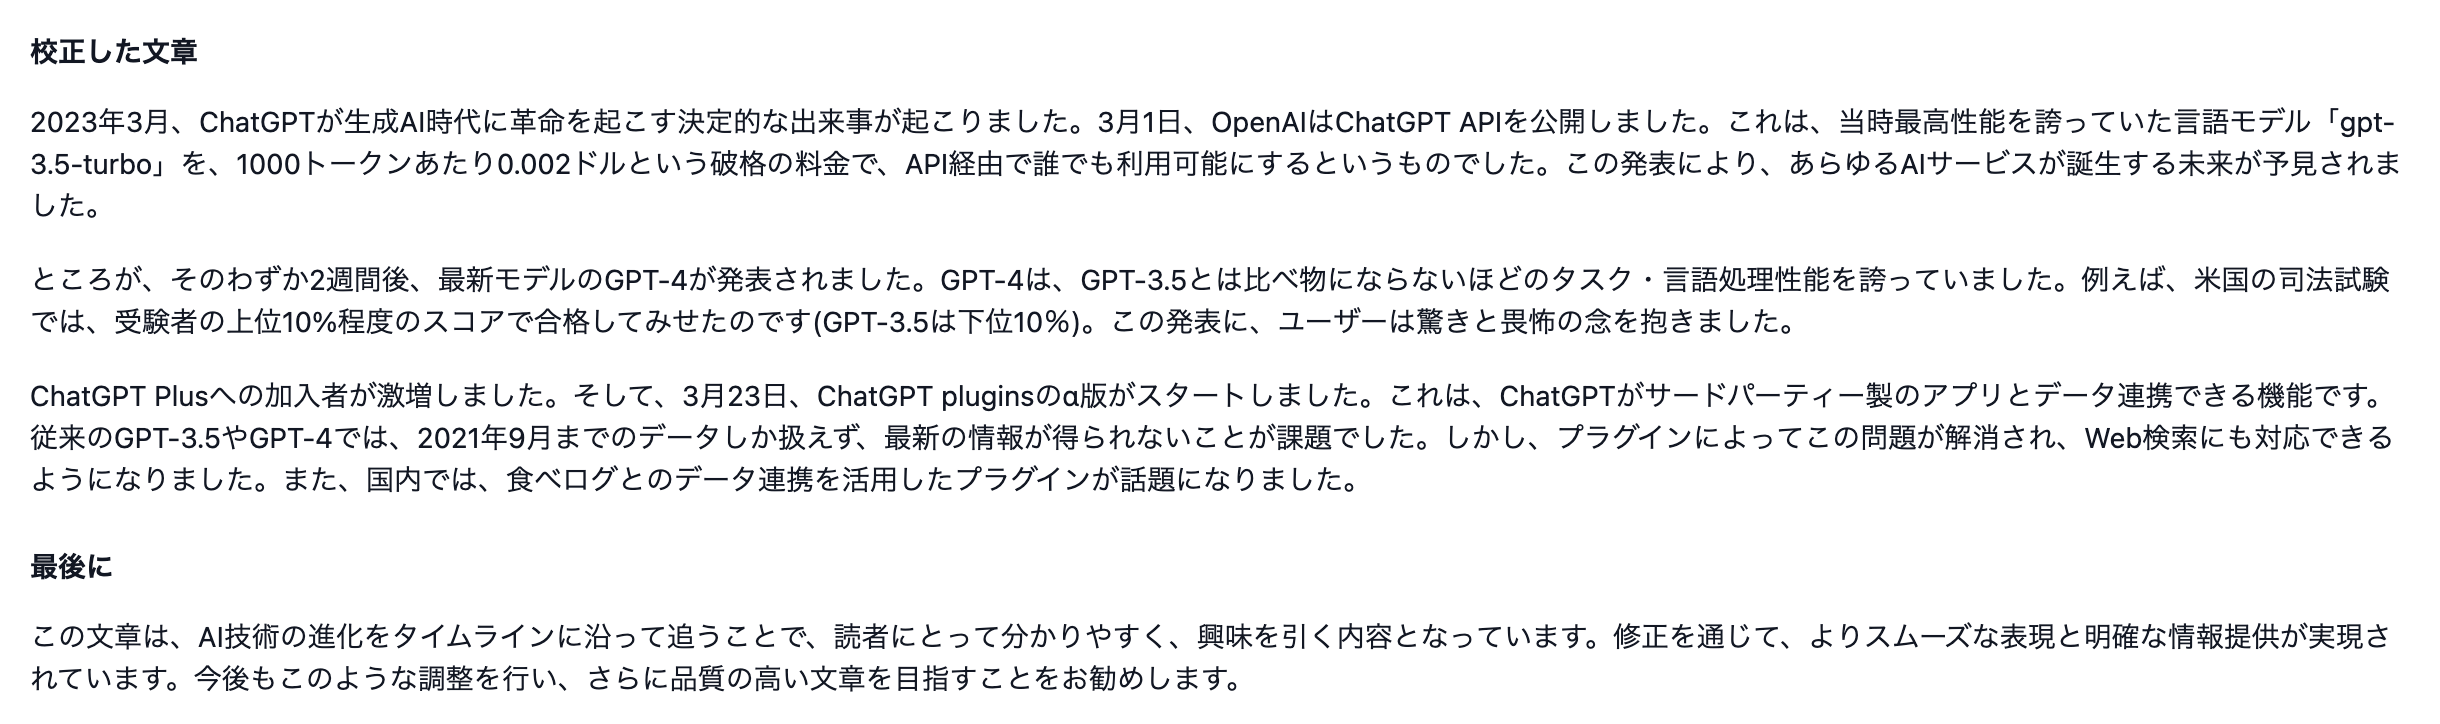 校正した文章
2023年3月、ChatGPTが生成AI時代に革命を起こす決定的な出来事が起こりました。3月1日、OpenAIはChatGPT APIを公開しました。これは、当時最高性能を誇っていた言語モデル「gpt-
3.5-turbo」を、1000トークンあたり0.002ドルという破格の料金で、API経由で誰でも利用可能にするというものでした。この発表により、あらゆるAIサービスが誕生する未来が予見されま
した。
ところが、そのわずか2週間後、最新モデルのGPT-4が発表されました。GPT-4は、GPT-3.5とは比べ物にならないほどのタスク・言語処理性能を誇っていました。例えば、米国の司法試験
では、受験者の上位10%程度のスコアで合格してみせたのです(GPT-3.5は下位10％)。この発表に、ユーザーは驚きと畏怖の念を抱きました。
ChatGPT Plusへの加入者が激増しました。そして、3月23日、ChatGPT pluginsのα版がスタートしました。これは、ChatGPTがサードパーティー製のアプリとデータ連携できる機能です。
従来のGPT-3.5やGPT-4では、2021年9月までのデータしか扱えず、最新の情報が得られないことが課題でした。しかし、プラグインによってこの問題が解消され、Web検索にも対応できる
ようになりました。また、国内では、食べログとのデータ連携を活用したプラグインが話題になりました。
最後に
この文章は、AI技術の進化をタイムラインに沿って追うことで、読者にとって分かりやすく、興味を引く内容となっています。修正を通じて、よりスムーズな表現と明確な情報提供が実現さ
れています。今後もこのような調整を行い、さらに品質の高い文章を目指すことをお勧めします。